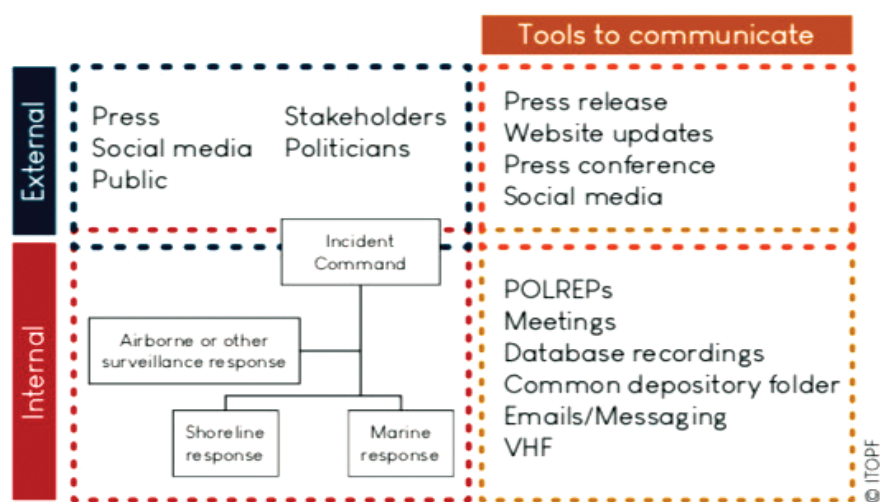 Tools to communicate
External
Press
Social media
Public
Stakeholders
Politicians
Press release
Website updates
Press conference
Social media
Internal
Incident
Command
Airborne or other
surveillance response
Shoreline
response
Marine
response
POLREPs
Meetings
Database recordings
Common depository folder
Emails/Messaging
VHF
© ITOPF